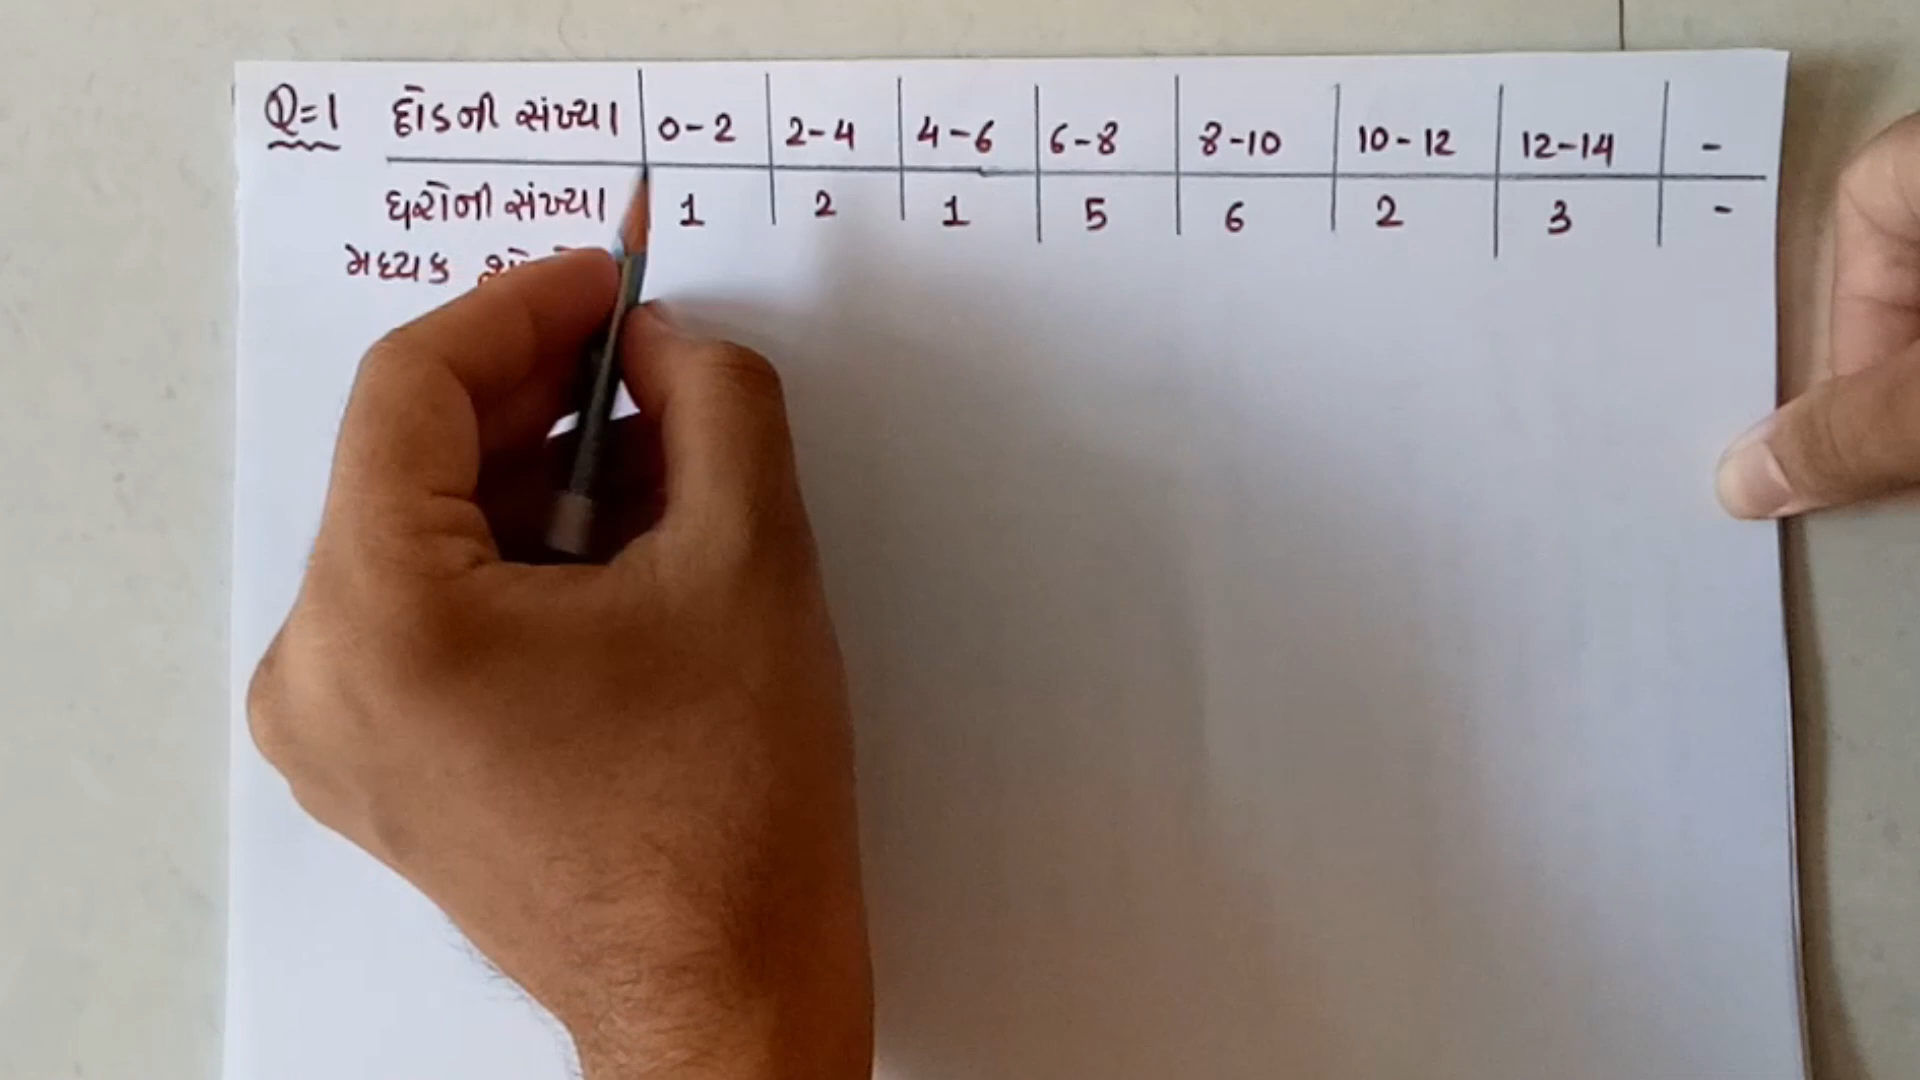 Q=1 છોડની સંખ્યા 0-2 2-4 4-6 6-8 8-10 10-12 12-14 -
ઘરોની સંખ્યા 1 2 1 5 6 2 3 -
મધ્યક